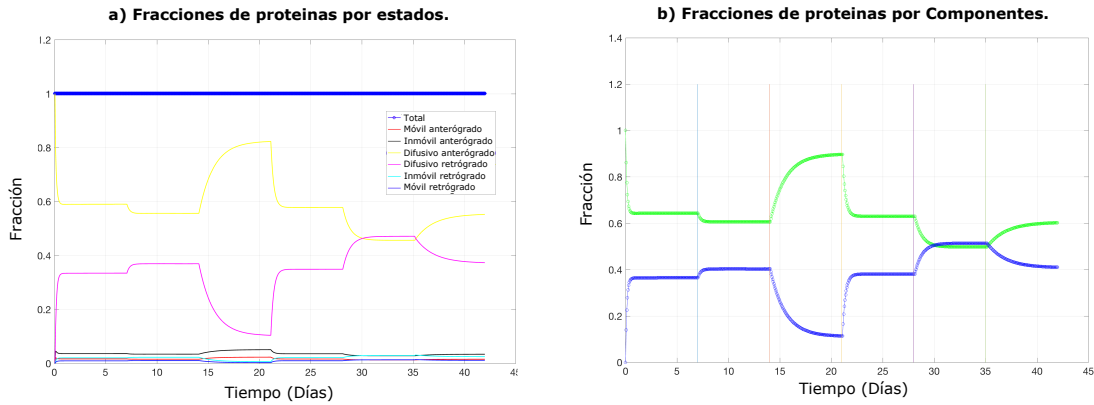 a) Fracciones de proteinas por estados.
1.2
1
0.8
0.6
0.4
0.2
0
Fracción
0 5 10 15 20 25 30 35 40 45
Tiempo (Días)
Total
Móvil anterógrado
Inmóvil anterógrado
Difusivo anterógrado
Difusivo retrógrado
Inmóvil retrógrado
Móvil retrógrado
b) Fracciones de proteinas por Componentes.
1.4
1.2
1
0.8
0.6
0.4
0.2
0
Fracción
0 5 10 15 20 25 30 35 40 45
Tiempo (Días)